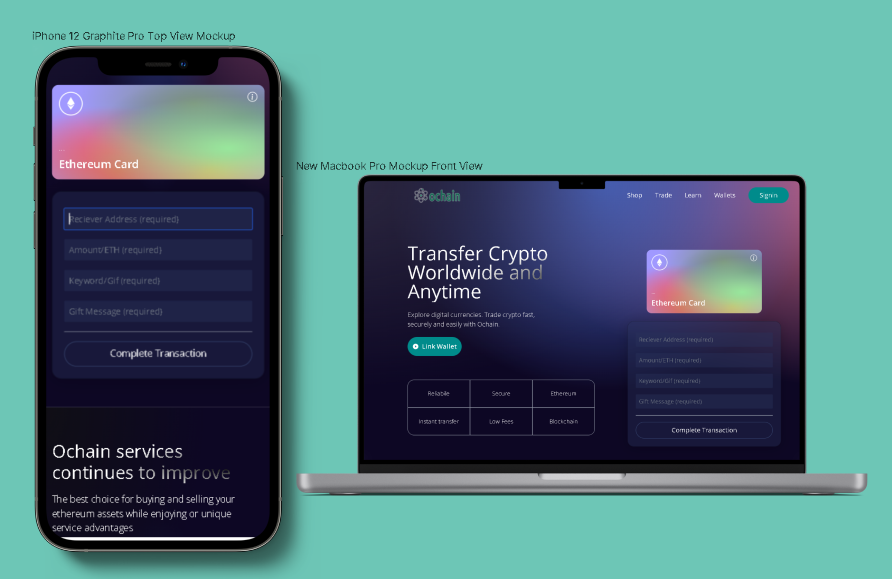 iPhone 12 Graphite Pro Top View Mockup
Ethereum Card
Reciever Address (required)
Amount/ETH (required)
Keyword/Gif (required)
Gift Message (required)
Complete Transaction
Ochain services
continues to improve
The best choice for buying and selling your
ethereum assets while enjoying or unique
service advantages
New Macbook Pro Mockup Front View
ochain
Shop
Trade
Learn
Wallets
Signin
Transfer Crypto
Worldwide and
Anytime
Explore digital currencies. Trade crypto fast,
securely and easily with Ochain.
Link Wallet
Reliabile
Secure
Ethereum
Instant transfer
Low Fees
Blockchain
Ethereum Card
Reciever Address (required)
Amount/ETH (required)
Keyword/Gif (required)
Gift Message (required)
Complete Transaction